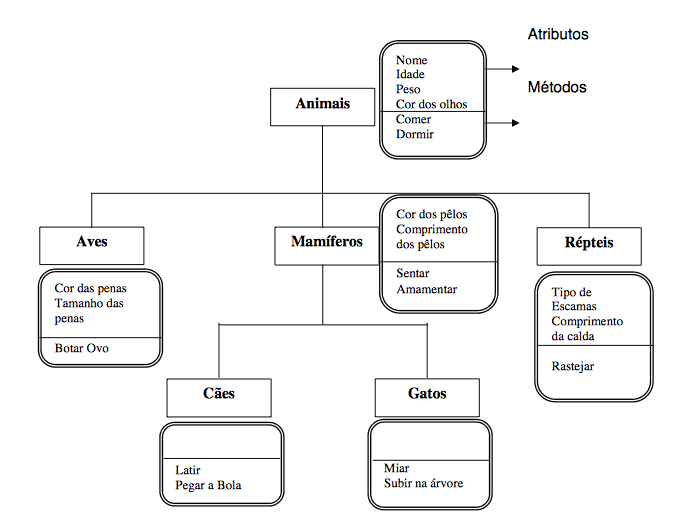 Atributos
Nome
Idade
Peso
Cor dos olhos
Métodos
Animais
Comer
Dormir
Cor dos pêlos
Comprimento
dos pêlos
Sentar
Amamentar
Aves
Mamíferos
Répteis
Cor das penas
Tamanho das
penas
Botar Ovo
Tipo de
Escamas
Comprimento
da calda
Rastejar
Cães
Gatos
Latir
Pegar a Bola
Miar
Subir na árvore